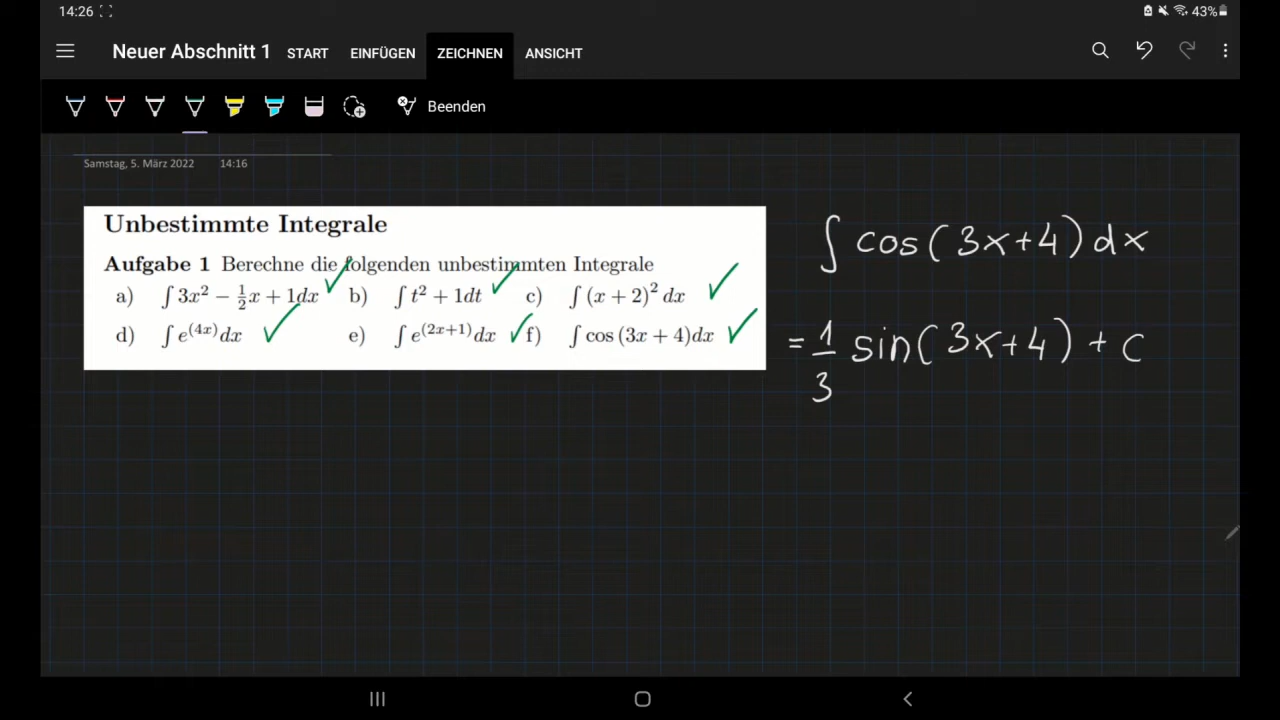 14:26 43%
Neuer Abschnitt 1 START EINFÜGEN ZEICHNEN ANSICHT
Beenden
Samstag, 5. März 2022 14:16
Unbestimmte Integrale
Aufgabe 1 Berechne die folgenden unbestimmten Integrale
a) ∫ 3x² − ½x + 1dx b) ∫ t² + 1dt c) ∫ (x + 2)² dx
d) ∫ e^(4x) dx e) ∫ e^(2x+1) dx f) ∫ cos (3x + 4)dx
∫ cos(3x+4)dx
= 1/3 sin(3x+4) + C